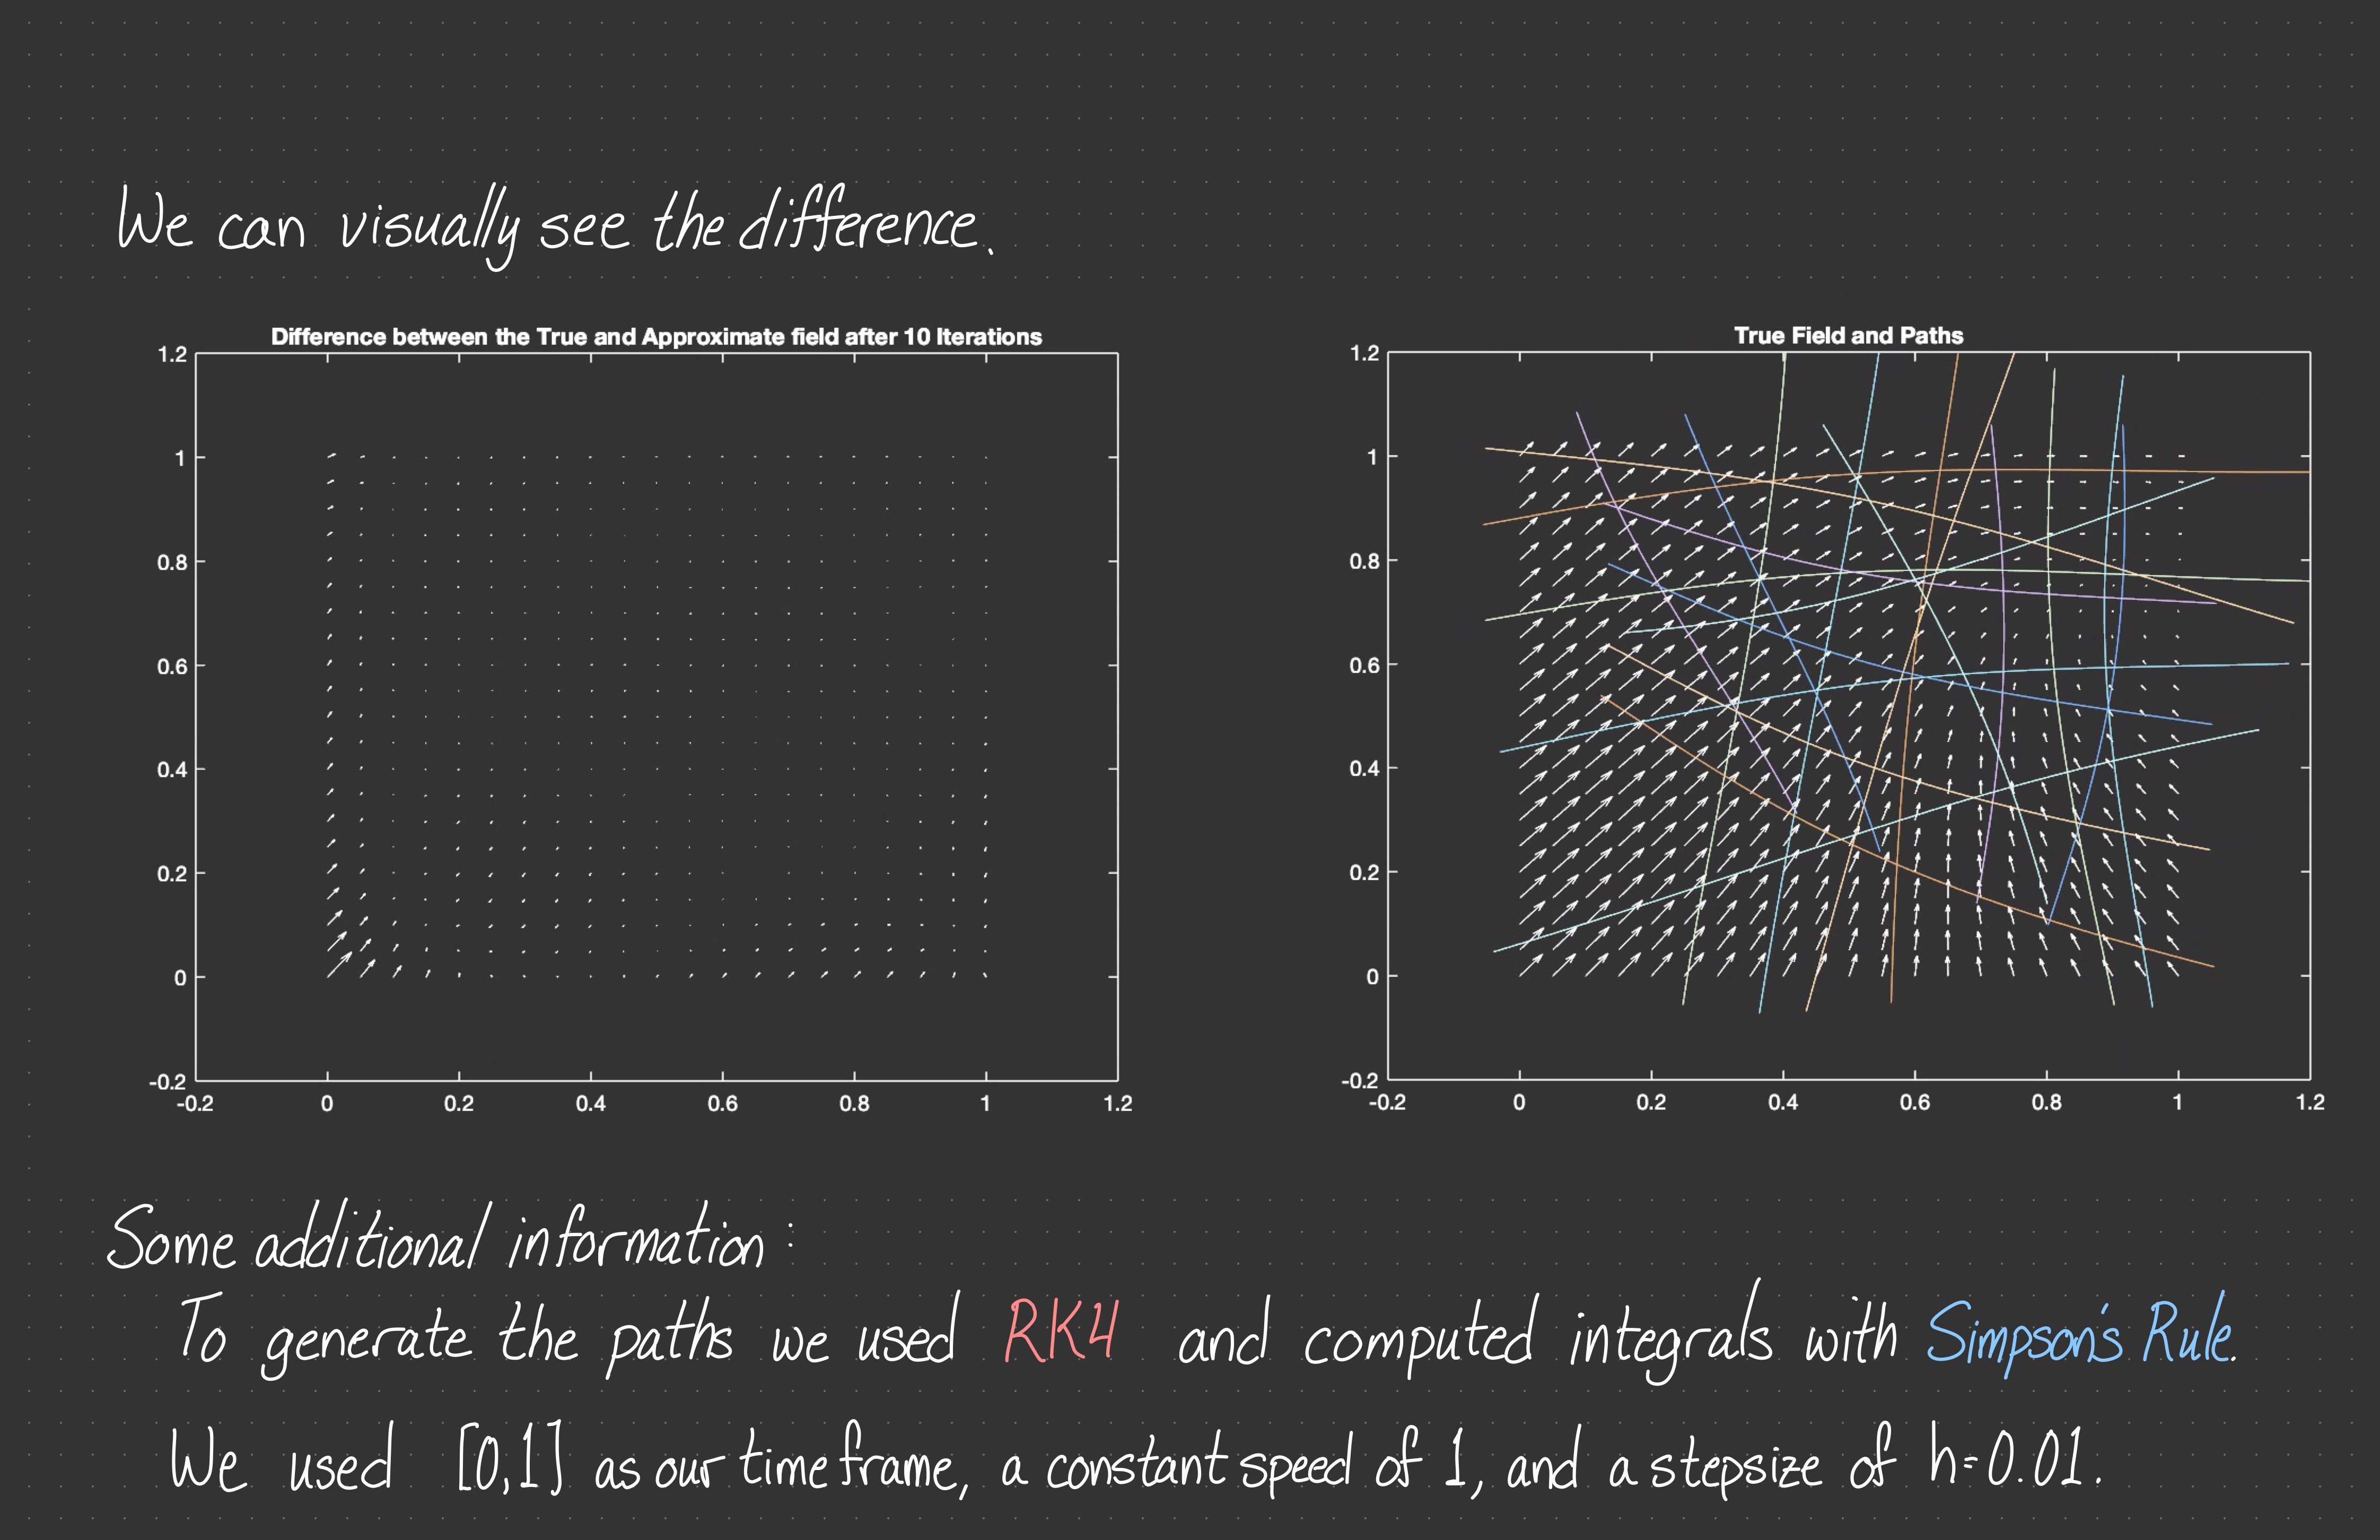 We can visually see the difference.
Difference between the True and Approximate field after 10 Iterations
1.2
1
0.8
0.6
0.4
0.2
0
-0.2
-0.2 0 0.2 0.4 0.6 0.8 1 1.2
True Field and Paths
1.2
1
0.8
0.6
0.4
0.2
0
-0.2
-0.2 0 0.2 0.4 0.6 0.8 1 1.2
Some additional information:
To generate the paths we used RK4 and computed integrals with Simpson's Rule.
We used [0,1] as our time frame, a constant speed of 1, and a stepsize of h=0.01.